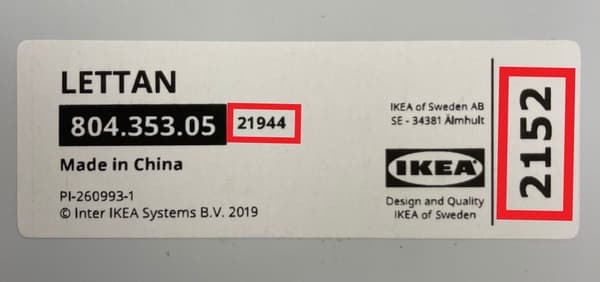 LETTAN
804.353.05 21944
Made in China
PI-260993-1
© Inter IKEA Systems B.V. 2019
IKEA of Sweden AB
SE - 34381 Älmhult
IKEA
Design and Quality
IKEA of Sweden
2152